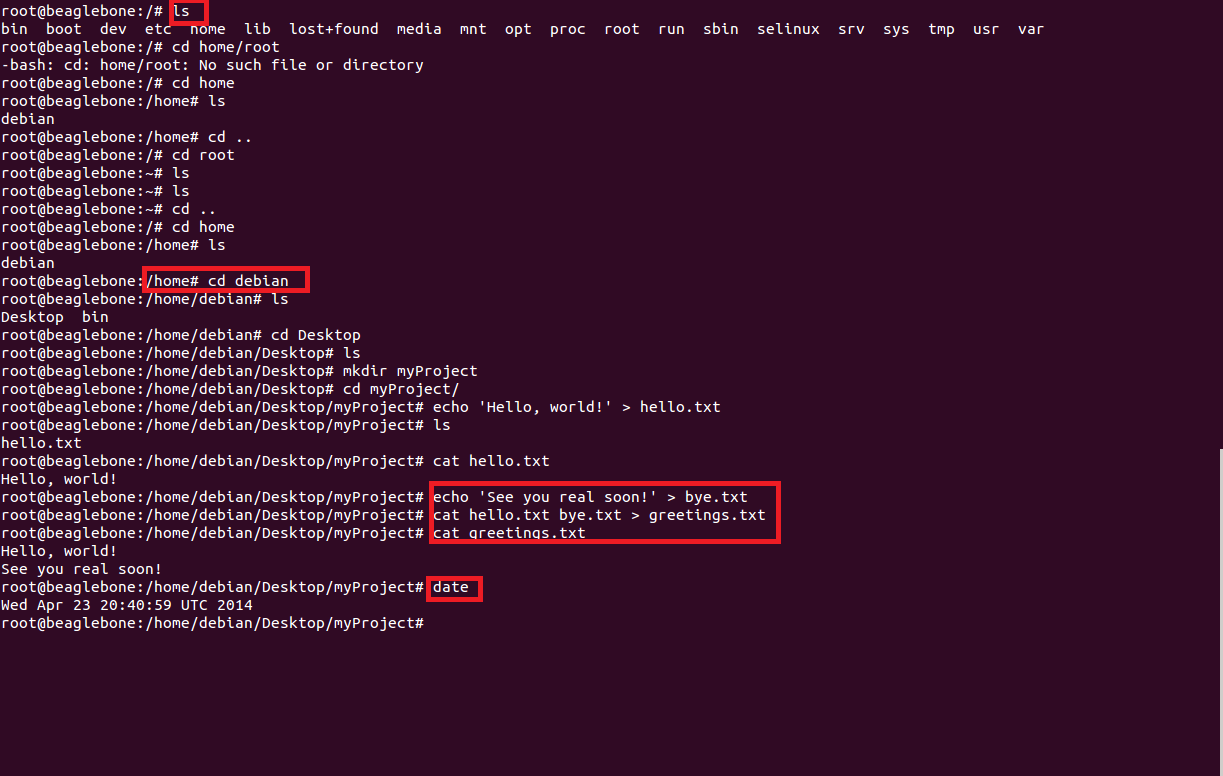 root@beaglebone:/# ls
bin  boot  dev  etc  home  lib  lost+found  media  mnt  opt  proc  root  run  sbin  selinux  srv  sys  tmp  usr  var
root@beaglebone:/# cd home/root
-bash: cd: home/root: No such file or directory
root@beaglebone:/# cd home
root@beaglebone:/home# ls
debian
root@beaglebone:/home# cd ..
root@beaglebone:/# cd root
root@beaglebone:~# ls
root@beaglebone:~# ls
root@beaglebone:~# cd ..
root@beaglebone:/# cd home
root@beaglebone:/home# ls
debian
root@beaglebone:/home# cd debian
root@beaglebone:/home/debian# ls
Desktop  bin
root@beaglebone:/home/debian# cd Desktop
root@beaglebone:/home/debian/Desktop# ls
root@beaglebone:/home/debian/Desktop# mkdir myProject
root@beaglebone:/home/debian/Desktop# cd myProject/
root@beaglebone:/home/debian/Desktop/myProject# echo 'Hello, world!' > hello.txt
root@beaglebone:/home/debian/Desktop/myProject# ls
hello.txt
root@beaglebone:/home/debian/Desktop/myProject# cat hello.txt
Hello, world!
root@beaglebone:/home/debian/Desktop/myProject# echo 'See you real soon!' > bye.txt
root@beaglebone:/home/debian/Desktop/myProject# cat hello.txt bye.txt > greetings.txt
root@beaglebone:/home/debian/Desktop/myProject# cat greetings.txt
Hello, world!
See you real soon!
root@beaglebone:/home/debian/Desktop/myProject# date
Wed Apr 23 20:40:59 UTC 2014
root@beaglebone:/home/debian/Desktop/myProject#